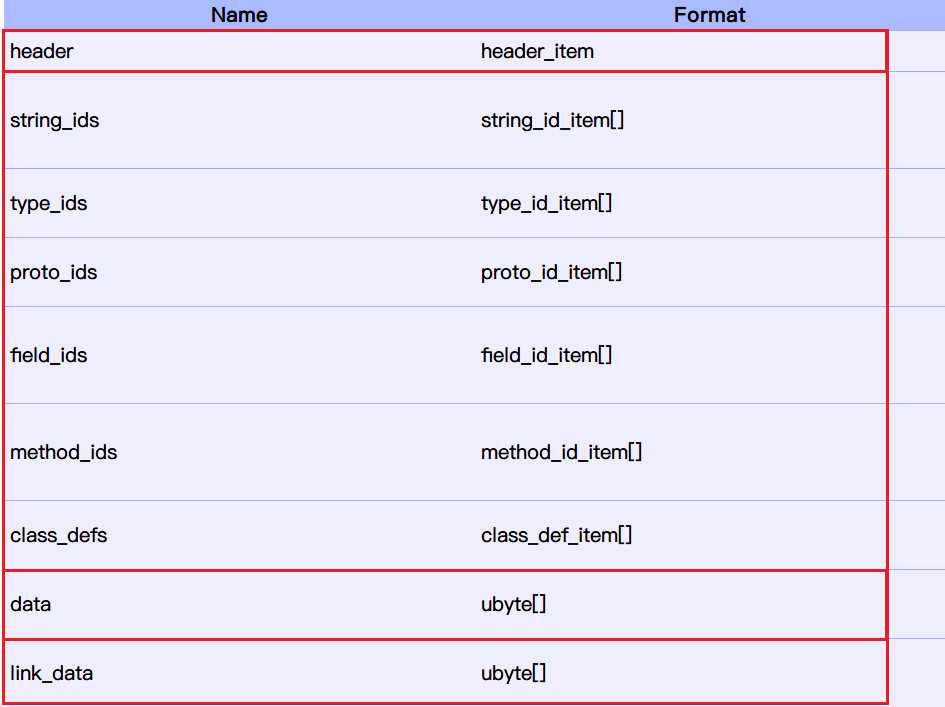 Name Format
header header_item
string_ids string_id_item[]
type_ids type_id_item[]
proto_ids proto_id_item[]
field_ids field_id_item[]
method_ids method_id_item[]
class_defs class_def_item[]
data ubyte[]
link_data ubyte[]